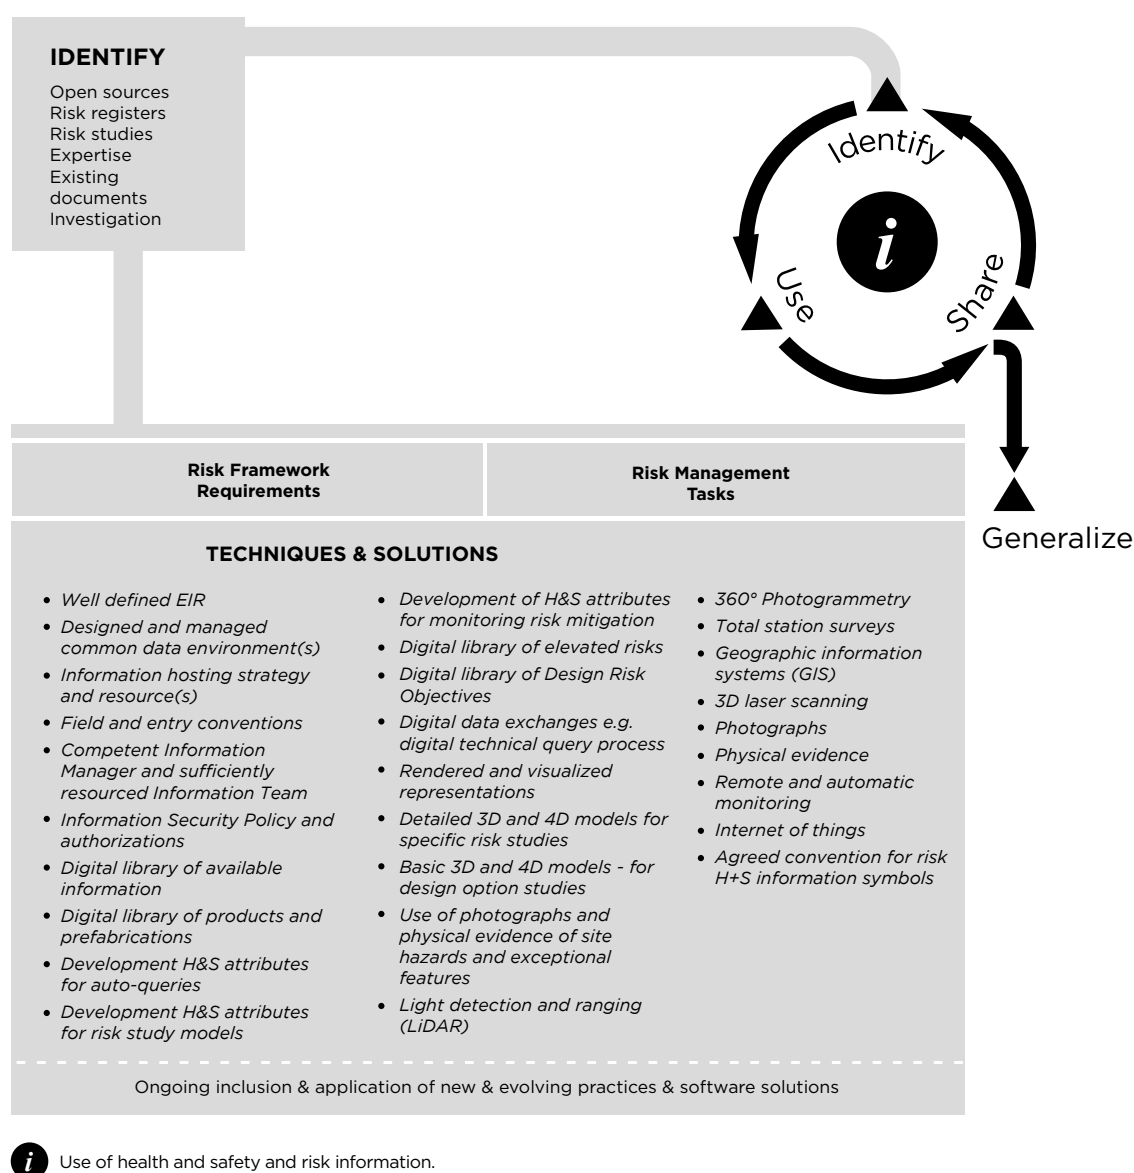 IDENTIFY
Open sources
Risk registers
Risk studies
Expertise
Existing
documents
Investigation
Identify
i
Use
Share
Generalize
Risk Framework
Requirements
Risk Management
Tasks
TECHNIQUES & SOLUTIONS
• Well defined EIR
• Designed and managed
common data environment(s)
• Information hosting strategy
and resource(s)
• Field and entry conventions
• Competent Information
Manager and sufficiently
resourced Information Team
• Information Security Policy and
authorizations
• Digital library of available
information
• Digital library of products and
prefabrications
• Development H&S attributes
for auto-queries
• Development H&S attributes
for risk study models
• Development of H&S attributes
for monitoring risk mitigation
• Digital library of elevated risks
• Digital library of Design Risk
Objectives
• Digital data exchanges e.g.
digital technical query process
• Rendered and visualized
representations
• Detailed 3D and 4D models for
specific risk studies
• Basic 3D and 4D models - for
design option studies
• Use of photographs and
physical evidence of site
hazards and exceptional
features
• Light detection and ranging
(LiDAR)
• 360° Photogrammetry
• Total station surveys
• Geographic information
systems (GIS)
• 3D laser scanning
• Photographs
• Physical evidence
• Remote and automatic
monitoring
• Internet of things
• Agreed convention for risk
H+S information symbols
Ongoing inclusion & application of new & evolving practices & software solutions
i Use of health and safety and risk information.